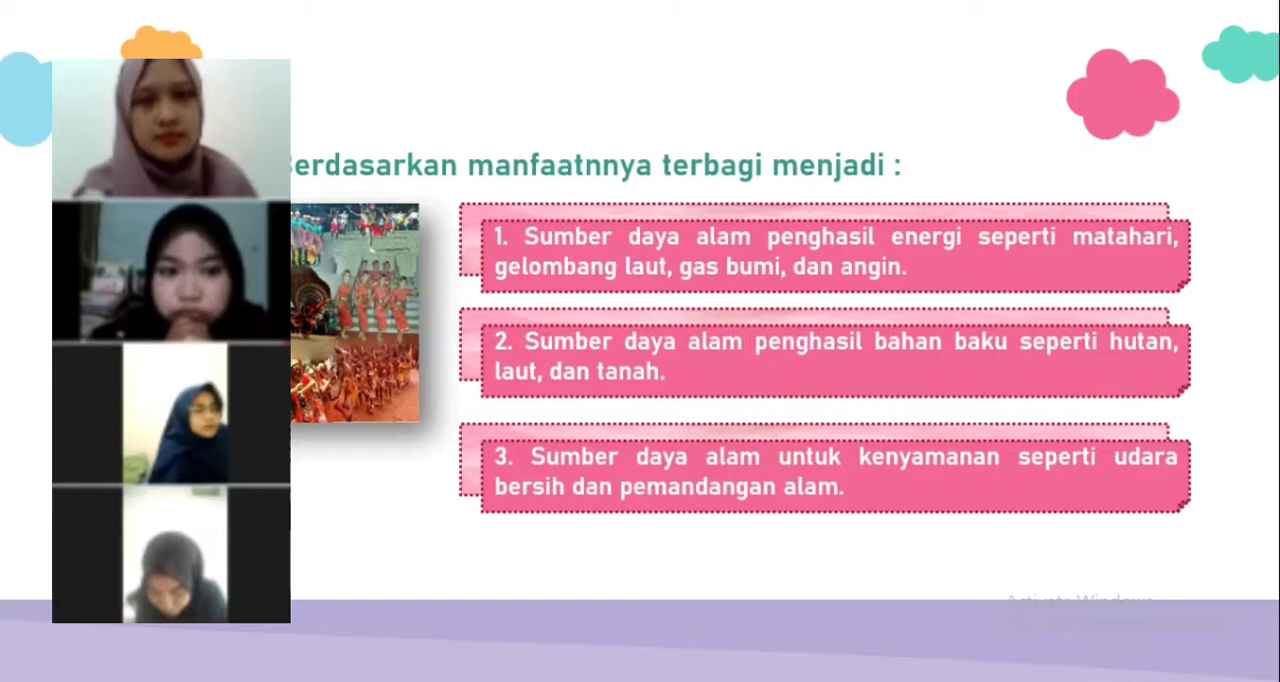 erdasarkan manfaatnnya terbagi menjadi :
1. Sumber daya alam penghasil energi seperti matahari,
gelombang laut, gas bumi, dan angin.
2. Sumber daya alam penghasil bahan baku seperti hutan,
laut, dan tanah.
3. Sumber daya alam untuk kenyamanan seperti udara
bersih dan pemandangan alam.
Activate Windows